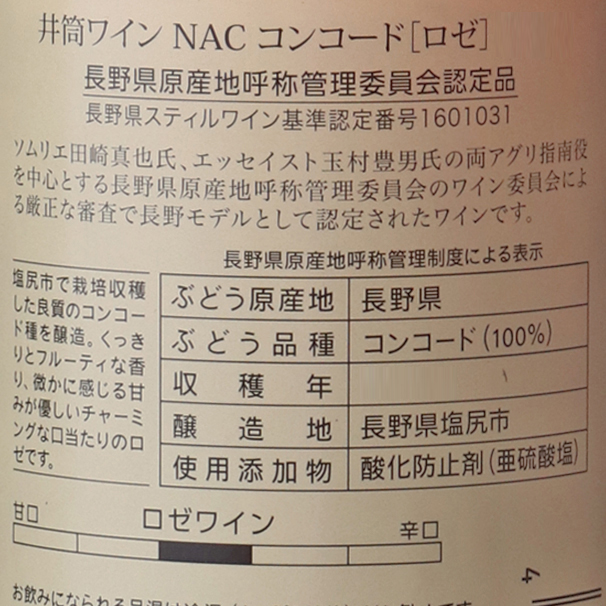 井筒ワイン NAC コンコード[ロゼ]
長野県原産地呼称管理委員会認定品
長野県スティルワイン基準認定番号1601031
ソムリエ田崎真也氏、エッセイスト玉村豊男氏の両アグリ指南役
を中心とする長野県原産地呼称管理委員会のワイン委員会によ
る厳正な審査で長野モデルとして認定されたワインです。
長野県原産地呼称管理制度による表示
塩尻市で栽培収穫
した良質のコンコー
ド種を醸造。くっき
りとフルーティな香
り、微かに感じる甘
みが優しいチャーミ
ングな口当たりのロ
ゼです。
ぶどう原産地 長野県
ぶどう品種 コンコード(100%)
収穫年
醸造地 長野県塩尻市
使用添加物 酸化防止剤(亜硫酸塩)
甘口 ロゼワイン 辛口
お飲みになられる